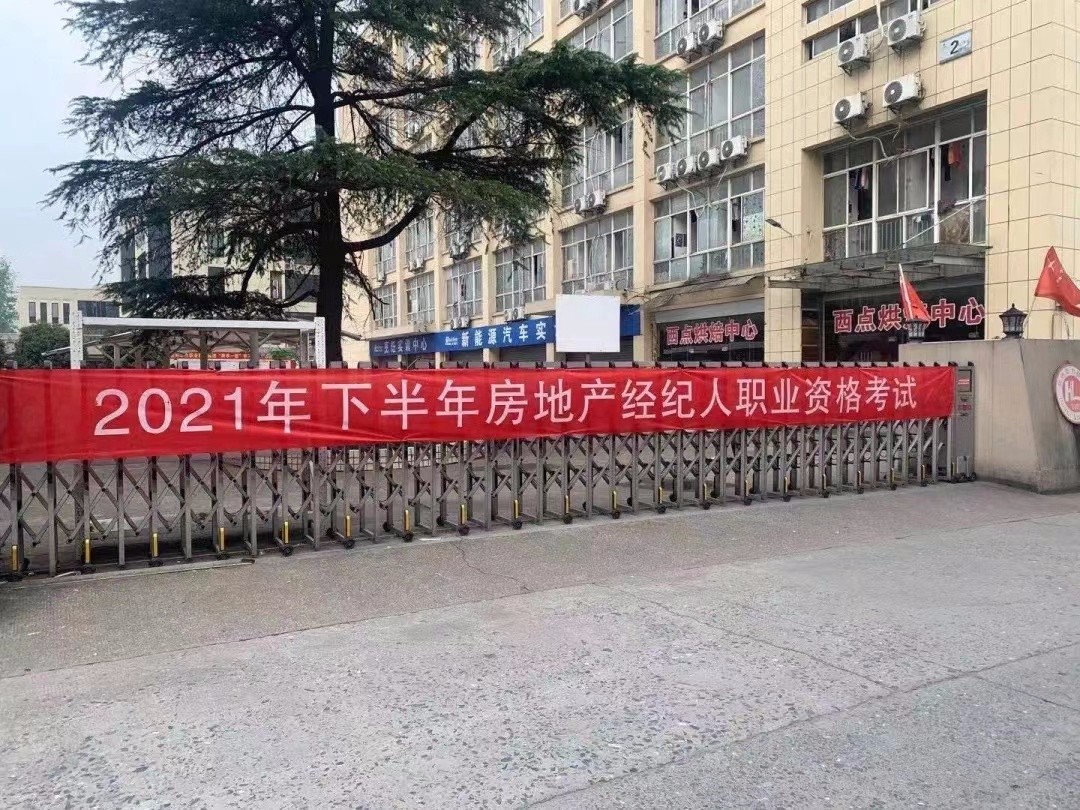 2
新能源汽车实
西点烘焙中心
西点烘焙中心
2021年下半年房地产经纪人职业资格考试